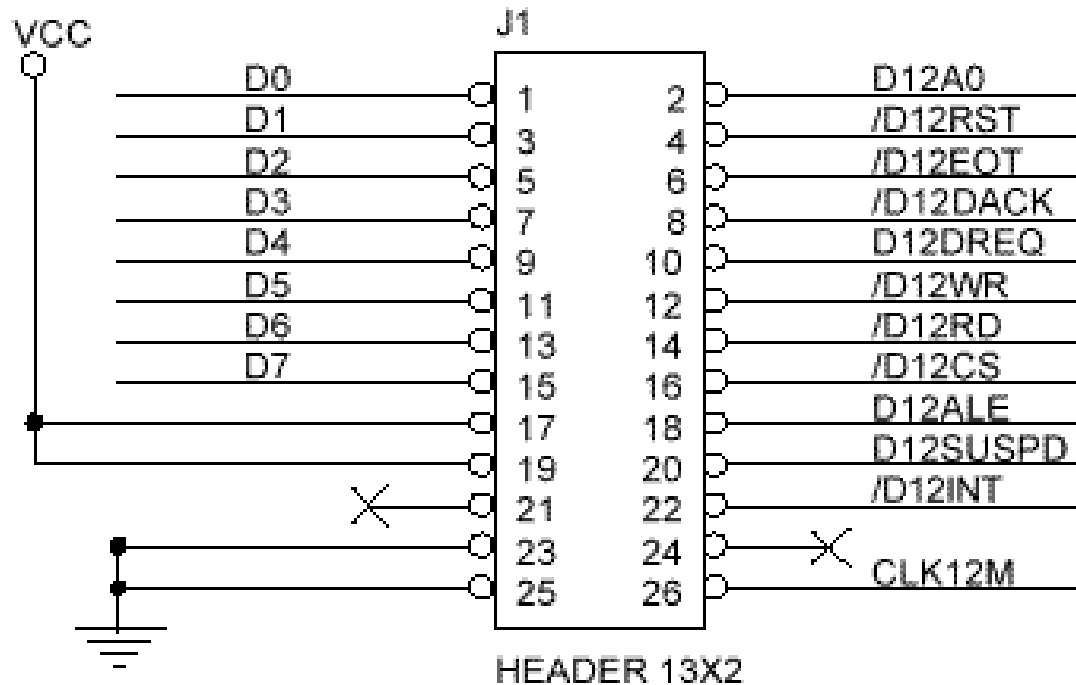 VCC
J1
D0 1 2 D12A0
D1 3 4 /D12RST
D2 5 6 /D12EOT
D3 7 8 /D12DACK
D4 9 10 D12DREQ
D5 11 12 /D12WR
D6 13 14 /D12RD
D7 15 16 /D12CS
17 18 D12ALE
19 20 D12SUSPD
21 22 /D12INT
23 24
25 26 CLK12M
HEADER 13X2